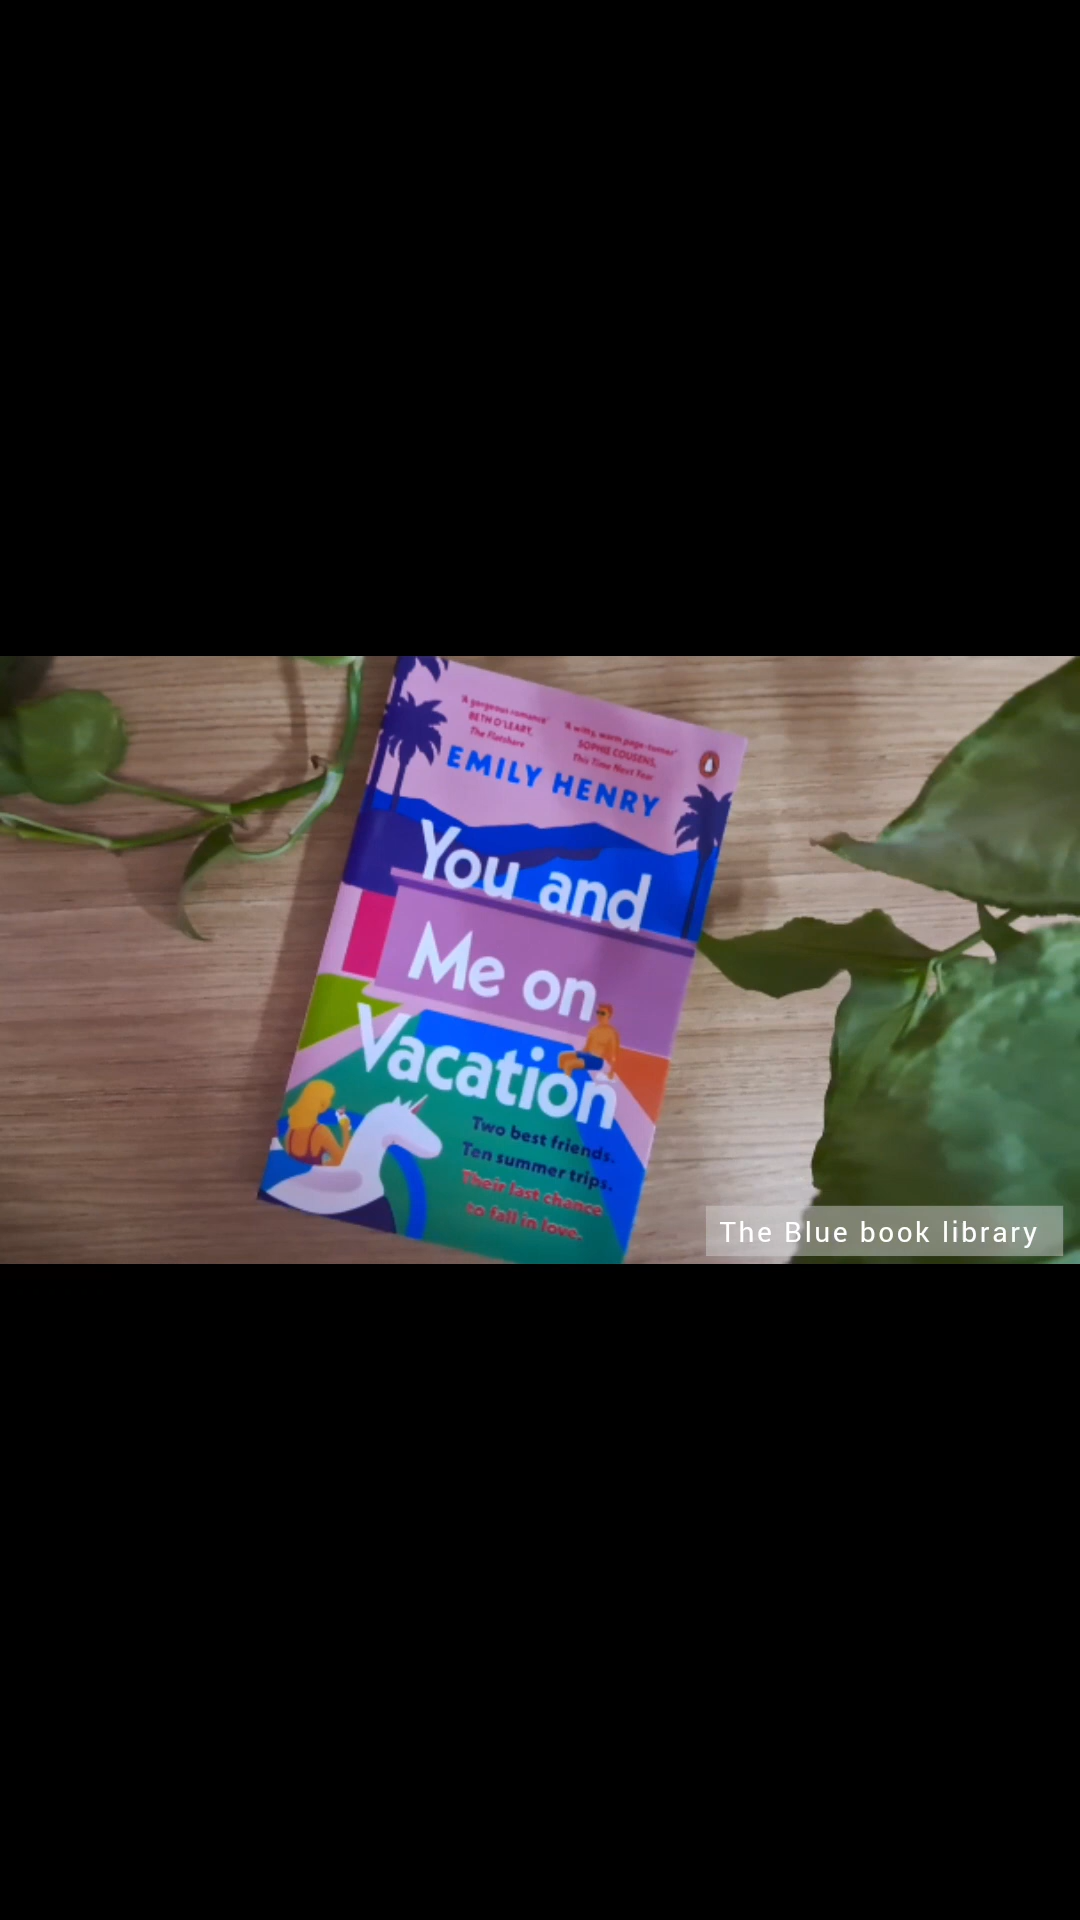 'A gorgeous romance'
BETH O'LEARY,
The Flatshare
'A witty, warm page-turner'
SOPHIE COUSENS,
This Time Next Year
EMILY HENRY
You and
Me on
Vacation
Two best friends.
Ten summer trips.
Their last chance
to fall in love.
The Blue book library